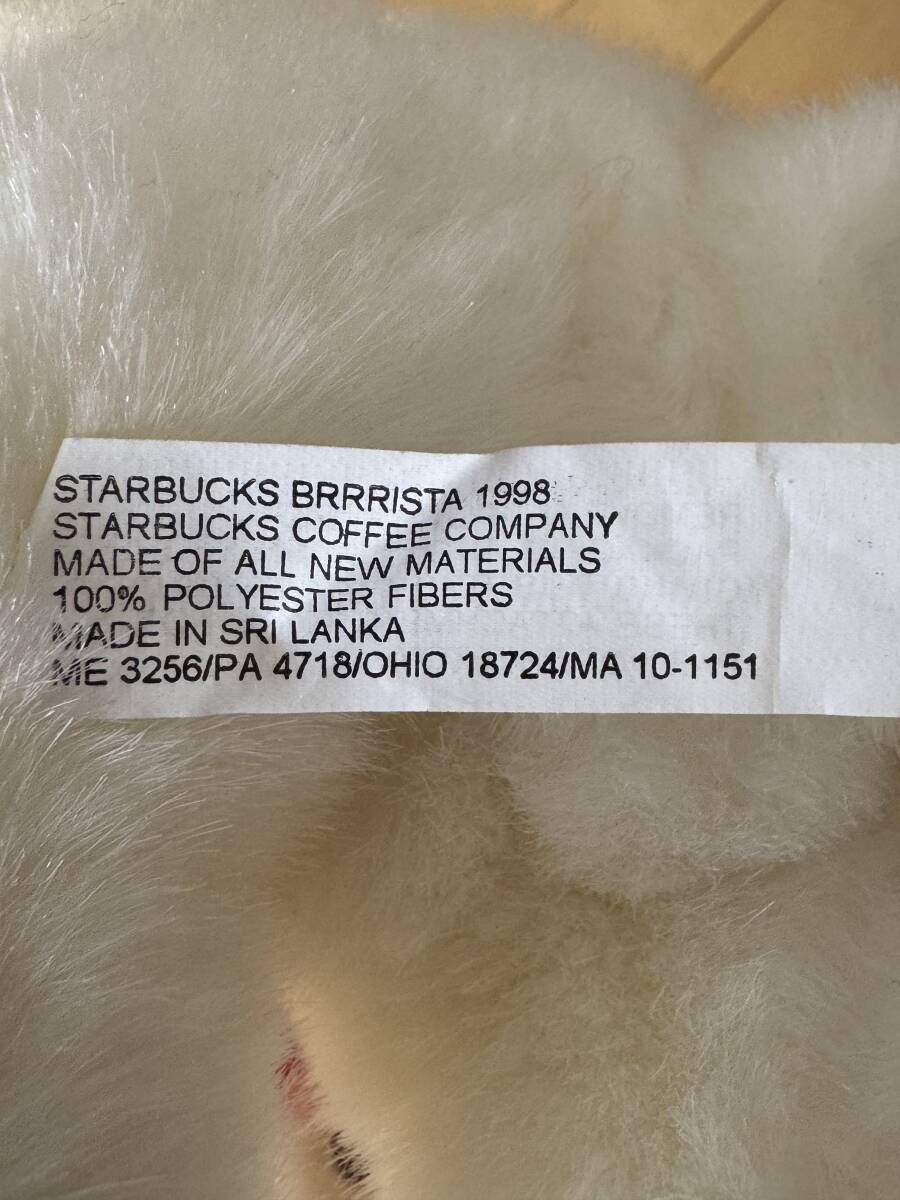 STARBUCKS BRRRISTA 1998
STARBUCKS COFFEE COMPANY
MADE OF ALL NEW MATERIALS
100% POLYESTER FIBERS
MADE IN SRI LANKA
ME 3256/PA 4718/OHIO 18724/MA 10-1151